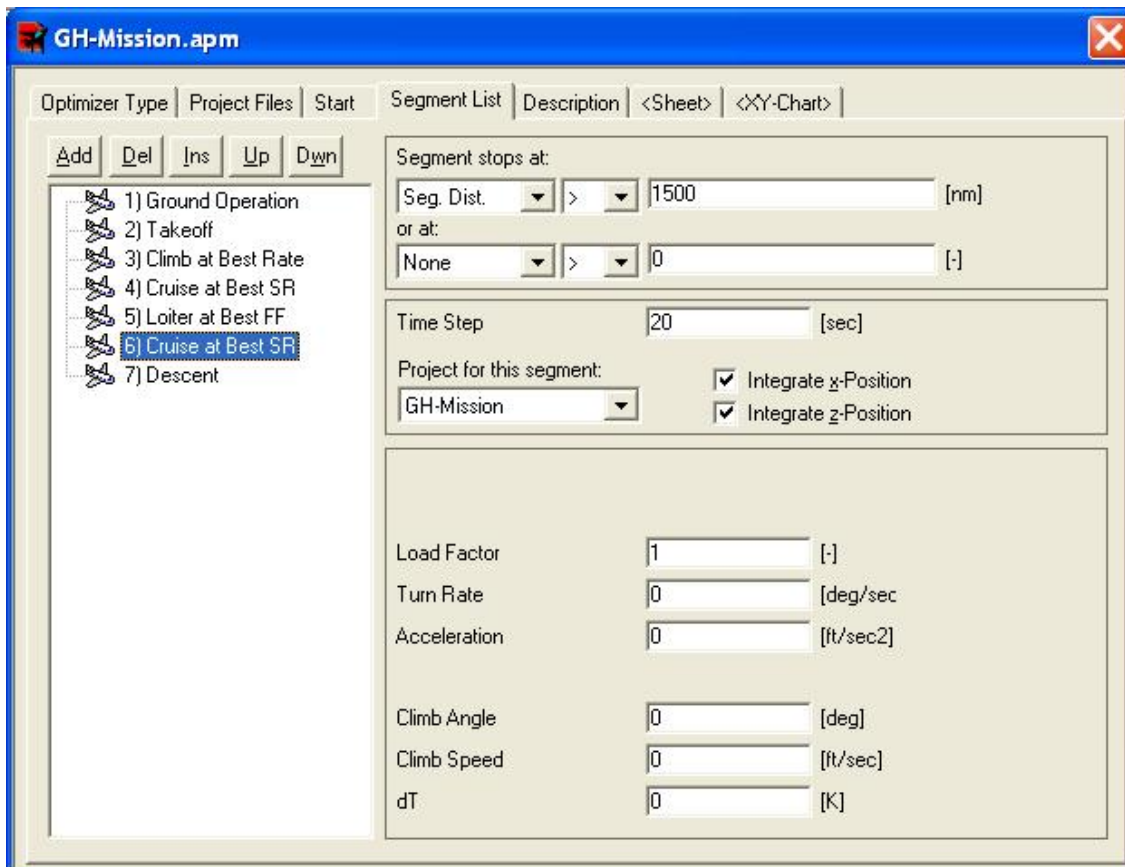 GH-Mission.apm
Optimizer Type Project Files Start Segment List Description <Sheet> <XY-Chart>
Add Del Ins Up Dwn
1) Ground Operation
2) Takeoff
3) Climb at Best Rate
4) Cruise at Best SR
5) Loiter at Best FF
6) Cruise at Best SR
7) Descent
Segment stops at:
Seg. Dist. > 1500 [nm]
or at:
None > 0 [-]
Time Step 20 [sec]
Project for this segment:
GH-Mission
Integrate x-Position
Integrate z-Position
Load Factor 1 [-]
Turn Rate 0 [deg/sec
Acceleration 0 [ft/sec2]
Climb Angle 0 [deg]
Climb Speed 0 [ft/sec]
dT 0 [K]